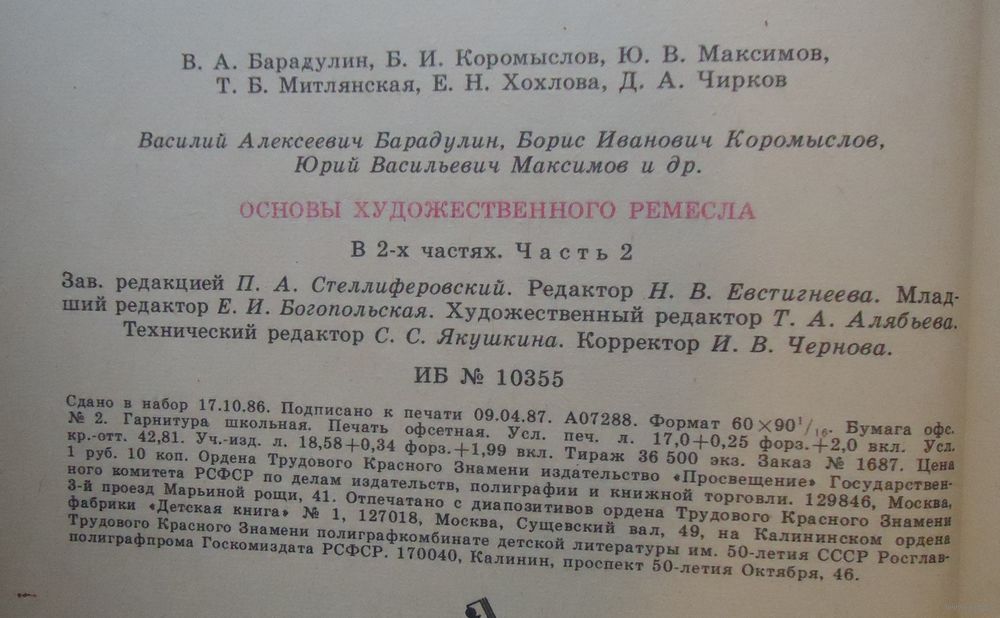 В. А. Барадулин, Б. И. Коромыслов, Ю. В. Максимов,
Т. Б. Митлянская, Е. Н. Хохлова, Д. А. Чирков
Василий Алексеевич Барадулин, Борис Иванович Коромыслов,
Юрий Васильевич Максимов и др.
ОСНОВЫ ХУДОЖЕСТВЕННОГО РЕМЕСЛА
В 2-х частях. Часть 2
Зав. редакцией П. А. Стеллиферовский. Редактор Н. В. Евстигнеева. Млад-
ший редактор Е. И. Богопольская. Художественный редактор Т. А. Алябьева.
Технический редактор С. С. Якушкина. Корректор И. В. Чернова.
ИБ № 10355
Сдано в набор 17.10.86. Подписано к печати 09.04.87. А07288. Формат 60×90¹/₁₆. Бумага офс.
№ 2. Гарнитура школьная. Печать офсетная. Усл. печ. л. 17,0+0,25 форз.+2,0 вкл. Усл.
кр.-отт. 42,81. Уч.-изд. л. 18,58+0,34 форз.+1,99 вкл. Тираж 36 500 экз. Заказ № 1687. Цена
1 руб. 10 коп. Ордена Трудового Красного Знамени издательство «Просвещение» Государствен-
ного комитета РСФСР по делам издательств, полиграфии и книжной торговли. 129846, Москва,
3-й проезд Марьиной рощи, 41. Отпечатано с диапозитивов ордена Трудового Красного Знамени
фабрики «Детская книга» № 1, 127018, Москва, Сущевский вал, 49, на Калининском ордена
Трудового Красного Знамени полиграфкомбинате детской литературы им. 50-летия СССР Росглав-
полиграфпрома Госкомиздата РСФСР. 170040, Калинин, проспект 50-летия Октября, 46.